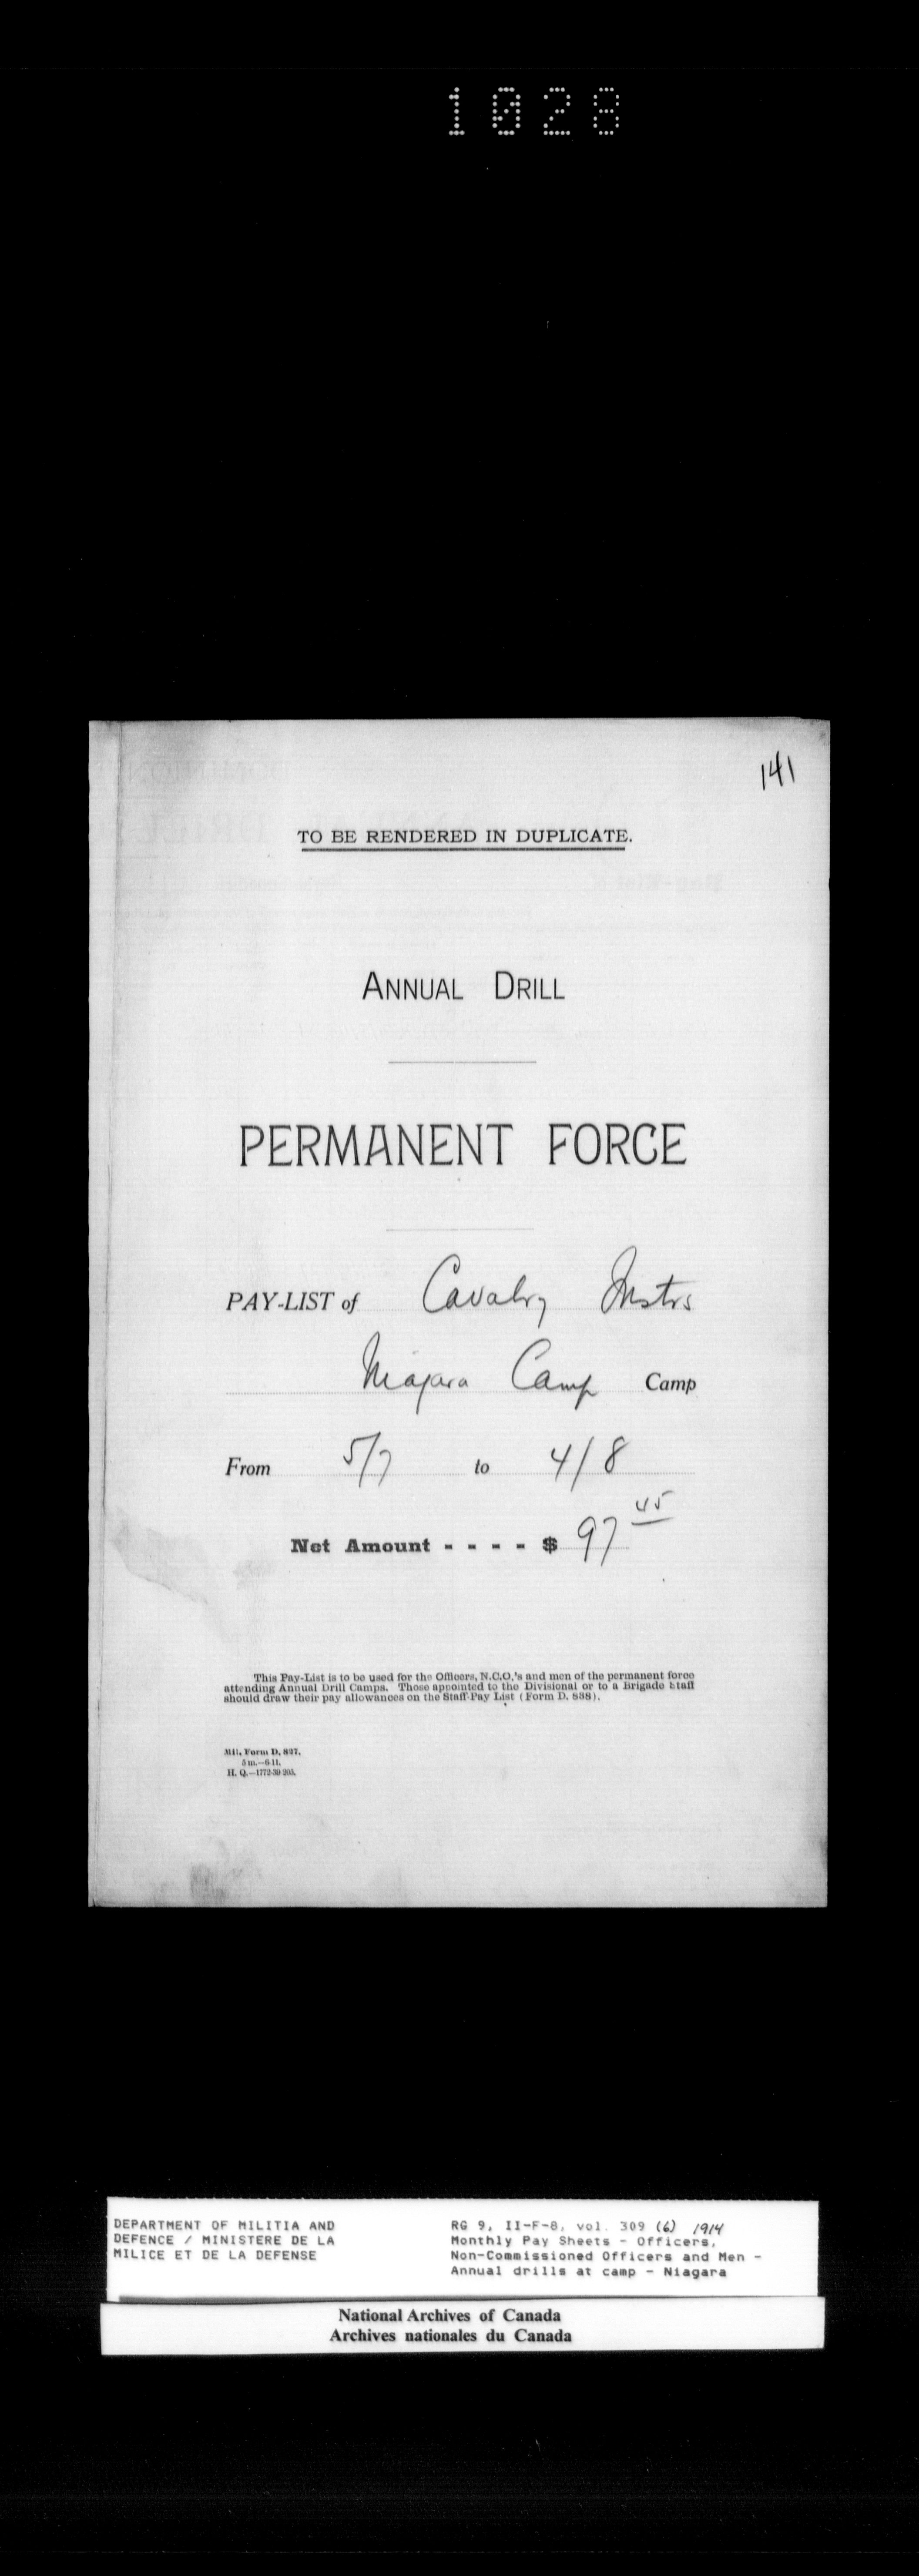 1028
141
TO BE RENDERED IN DUPLICATE.
ANNUAL DRILL
PERMANENT FORCE
PAY-LIST of Cavalry Instrs
Niagara Camp Camp
From 5/7 to 4/8
Net Amount - - - - $ 97 45
This Pay-List is to be used for the Officers, N.C.O.'s and men of the permanent force
attending Annual Drill Camps. Those appointed to the Divisional or to a Brigade Staff
should draw their pay allowances on the Staff Pay List (Form D. 838).
Mil. Form D. 837.
5 m.—6-11.
H. Q.—1772-39 205.
DEPARTMENT OF MILITIA AND
DEFENCE / MINISTERE DE LA
MILICE ET DE LA DEFENSE
RG 9, II-F-8, vol. 309 (6) 1914
Monthly Pay Sheets - Officers,
Non-Commissioned Officers and Men -
Annual drills at camp - Niagara
National Archives of Canada
Archives nationales du Canada